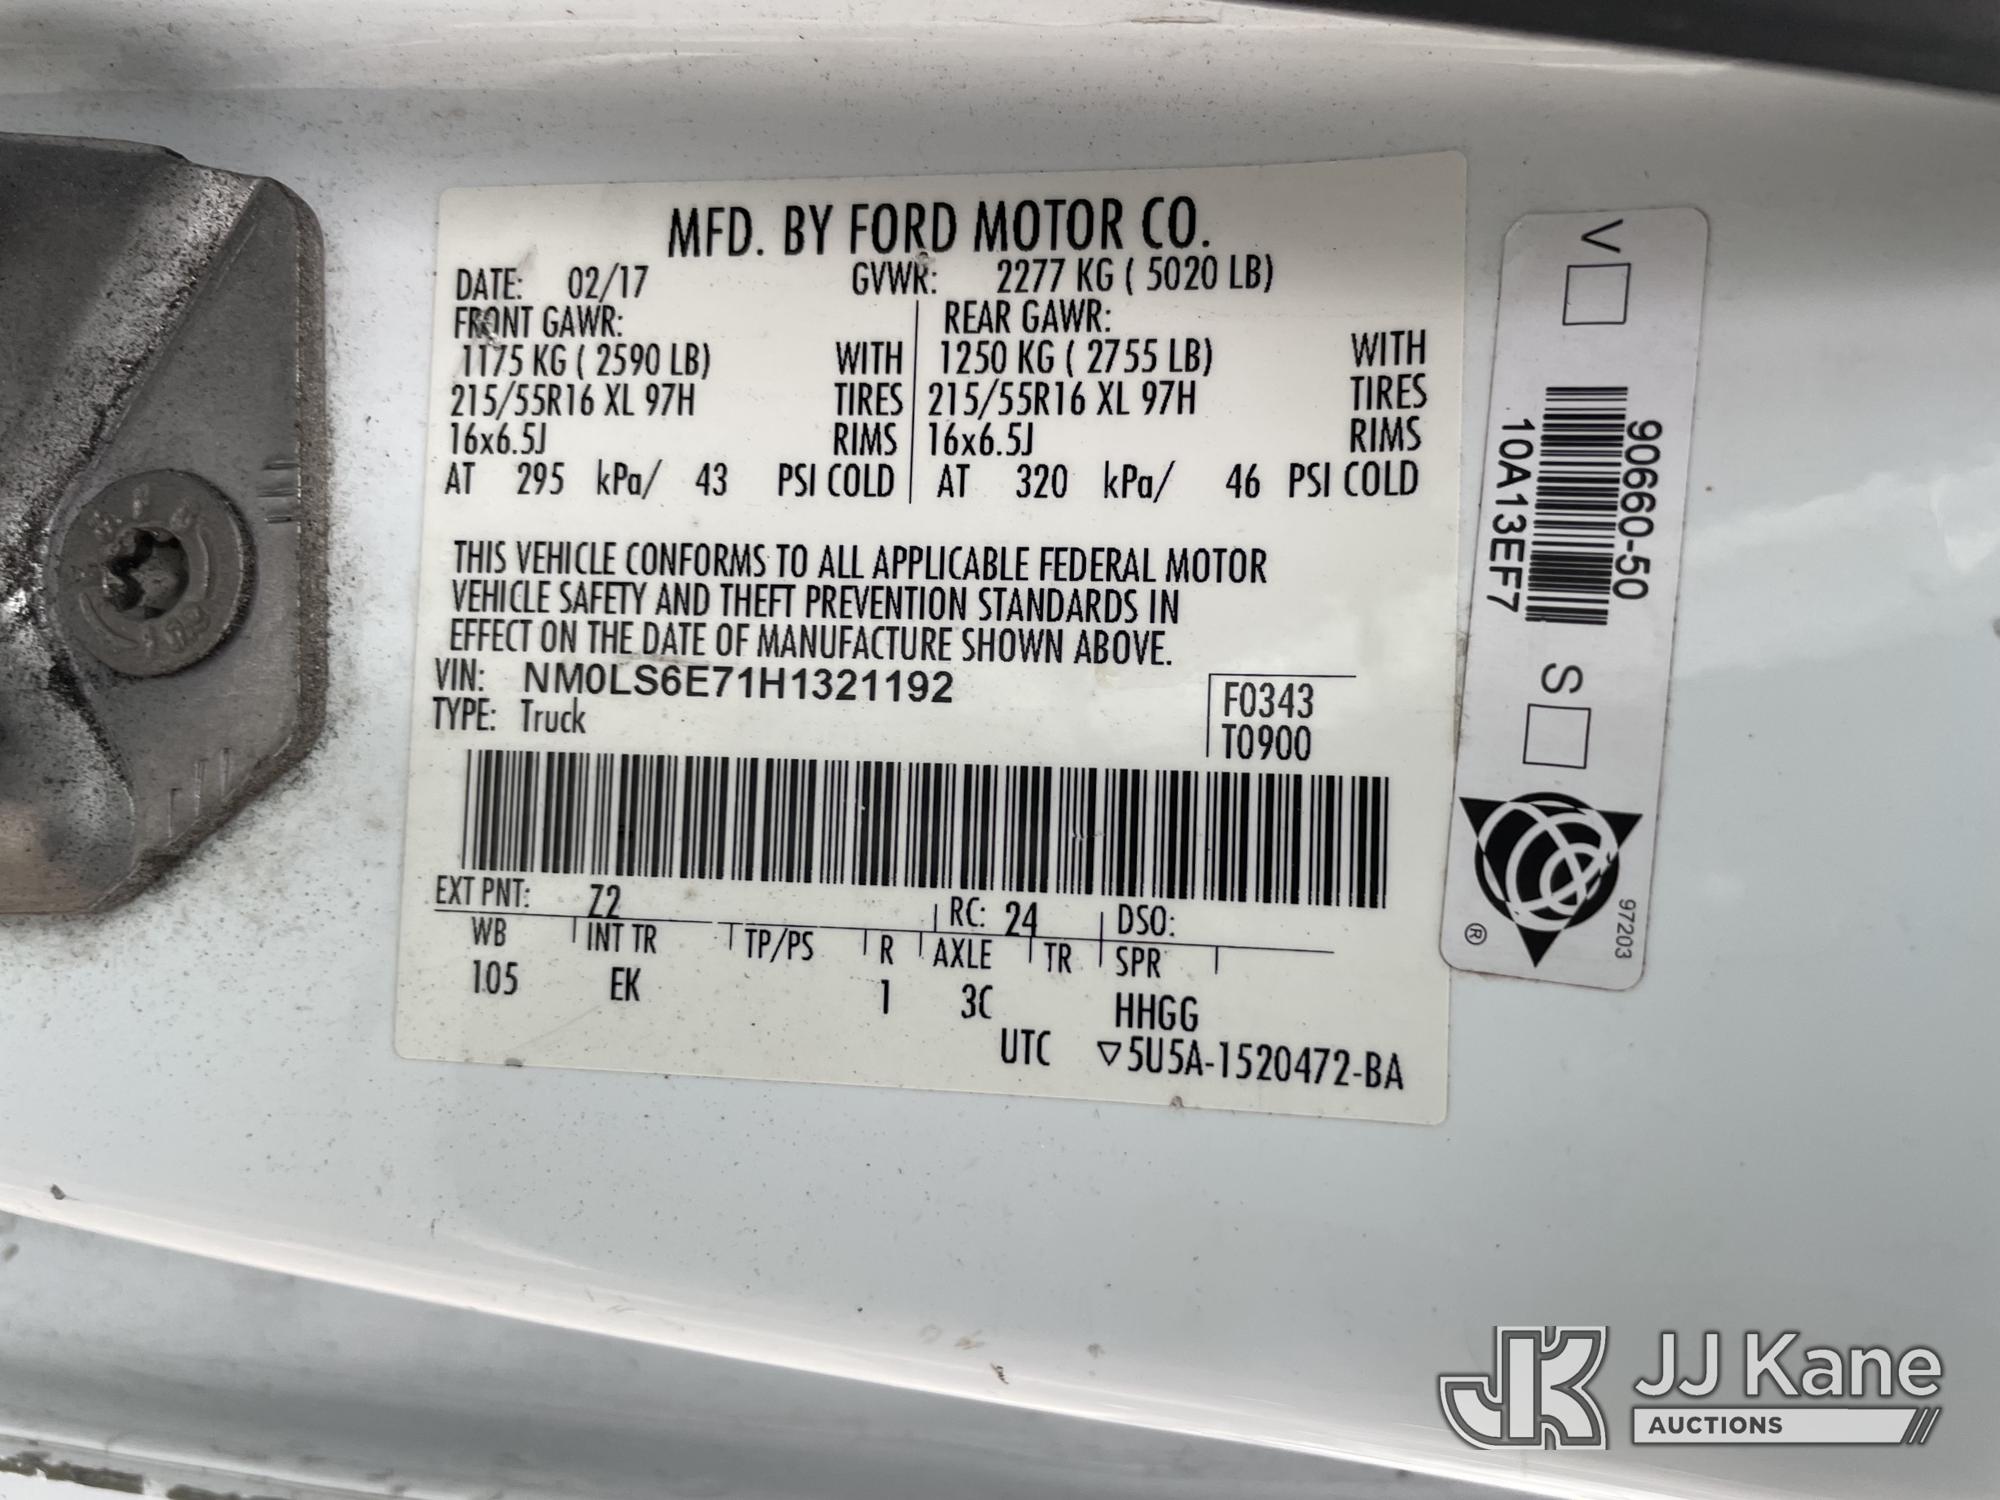 MFD. BY FORD MOTOR CO.
DATE: 02/17 GVWR: 2277 KG ( 5020 LB)
FRONT GAWR: REAR GAWR:
1175 KG ( 2590 LB) WITH 1250 KG ( 2755 LB) WITH
215/55R16 XL 97H TIRES 215/55R16 XL 97H TIRES
16x6.5J RIMS 16x6.5J RIMS
AT 295 kPa/ 43 PSI COLD AT 320 kPa/ 46 PSI COLD
THIS VEHICLE CONFORMS TO ALL APPLICABLE FEDERAL MOTOR
VEHICLE SAFETY AND THEFT PREVENTION STANDARDS IN
EFFECT ON THE DATE OF MANUFACTURE SHOWN ABOVE.
VIN: NM0LS6E71H1321192
TYPE: Truck
F0343
T0900
EXT PNT: Z2 RC: 24 DSO:
WB INT TR TP/PS R AXLE TR SPR
105 EK 1 3C HHGG
UTC ▽5U5A-1520472-BA
V
90660-50
10A13EF7
S
97203
®
JK JJ Kane
AUCTIONS